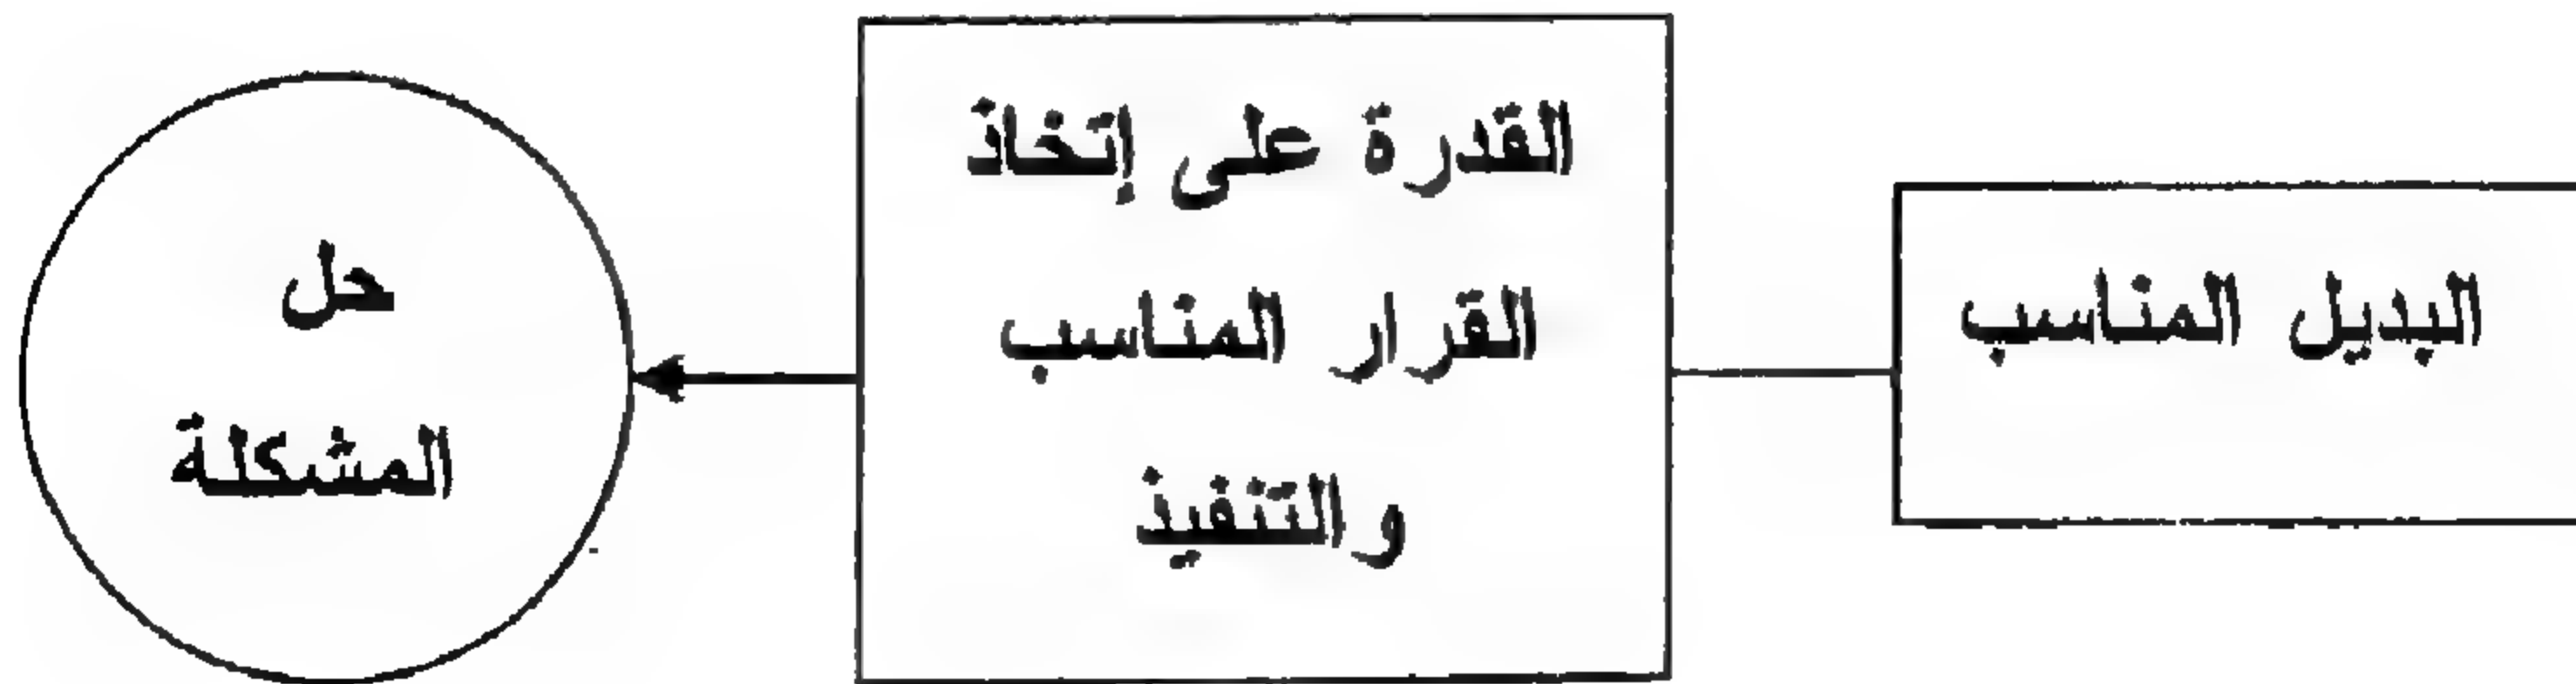 البديل المناسب
القدرة على إتخاذ
القرار المناسب
والتنفيذ
حل
المشكلة